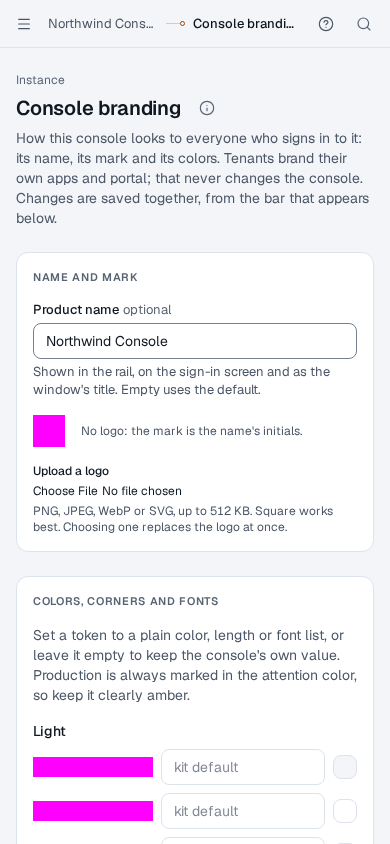 Northwind Cons...
Console brandi...
Instance
Console branding
How this console looks to everyone who signs in to it:
its name, its mark and its colors. Tenants brand their
own apps and portal; that never changes the console.
Changes are saved together, from the bar that appears
below.
NAME AND MARK
Product name optional
Northwind Console
Shown in the rail, on the sign-in screen and as the
window's title. Empty uses the default.
No logo: the mark is the name's initials.
Upload a logo
Choose File No file chosen
PNG, JPEG, WebP or SVG, up to 512 KB. Square works
best. Choosing one replaces the logo at once.
COLORS, CORNERS AND FONTS
Set a token to a plain color, length or font list, or
leave it empty to keep the console's own value.
Production is always marked in the attention color,
so keep it clearly amber.
Light
kit default
kit default